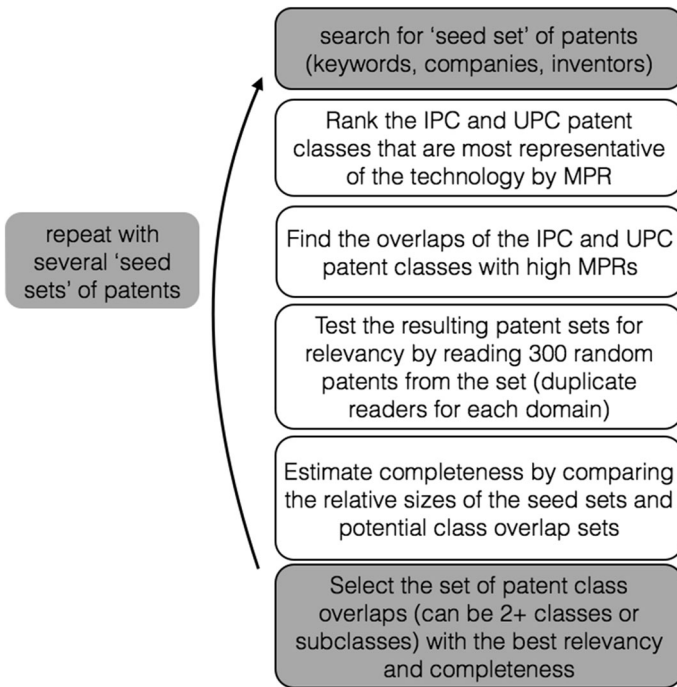 search for ‘seed set’ of patents
(keywords, companies, inventors)
Rank the IPC and UPC patent
classes that are most representative
of the technology by MPR
repeat with
several ‘seed
sets’ of patents
Find the overlaps of the IPC and UPC
patent classes with high MPRs
Test the resulting patent sets for
relevancy by reading 300 random
patents from the set (duplicate
readers for each domain)
Estimate completeness by comparing
the relative sizes of the seed sets and
potential class overlap sets
Select the set of patent class
overlaps (can be 2+ classes or
subclasses) with the best relevancy
and completeness